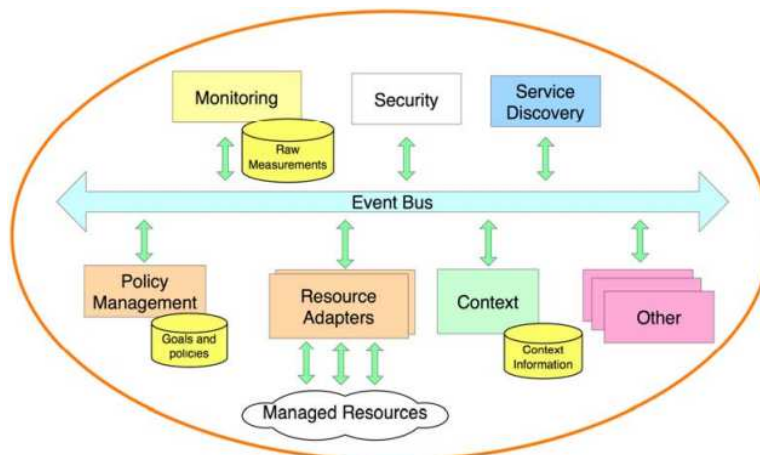 Monitoring
Security
Service
Discovery
Raw
Measurements
Event Bus
Policy
Management
Resource
Adapters
Context
Other
Goals and
policies
Context
Information
Managed Resources